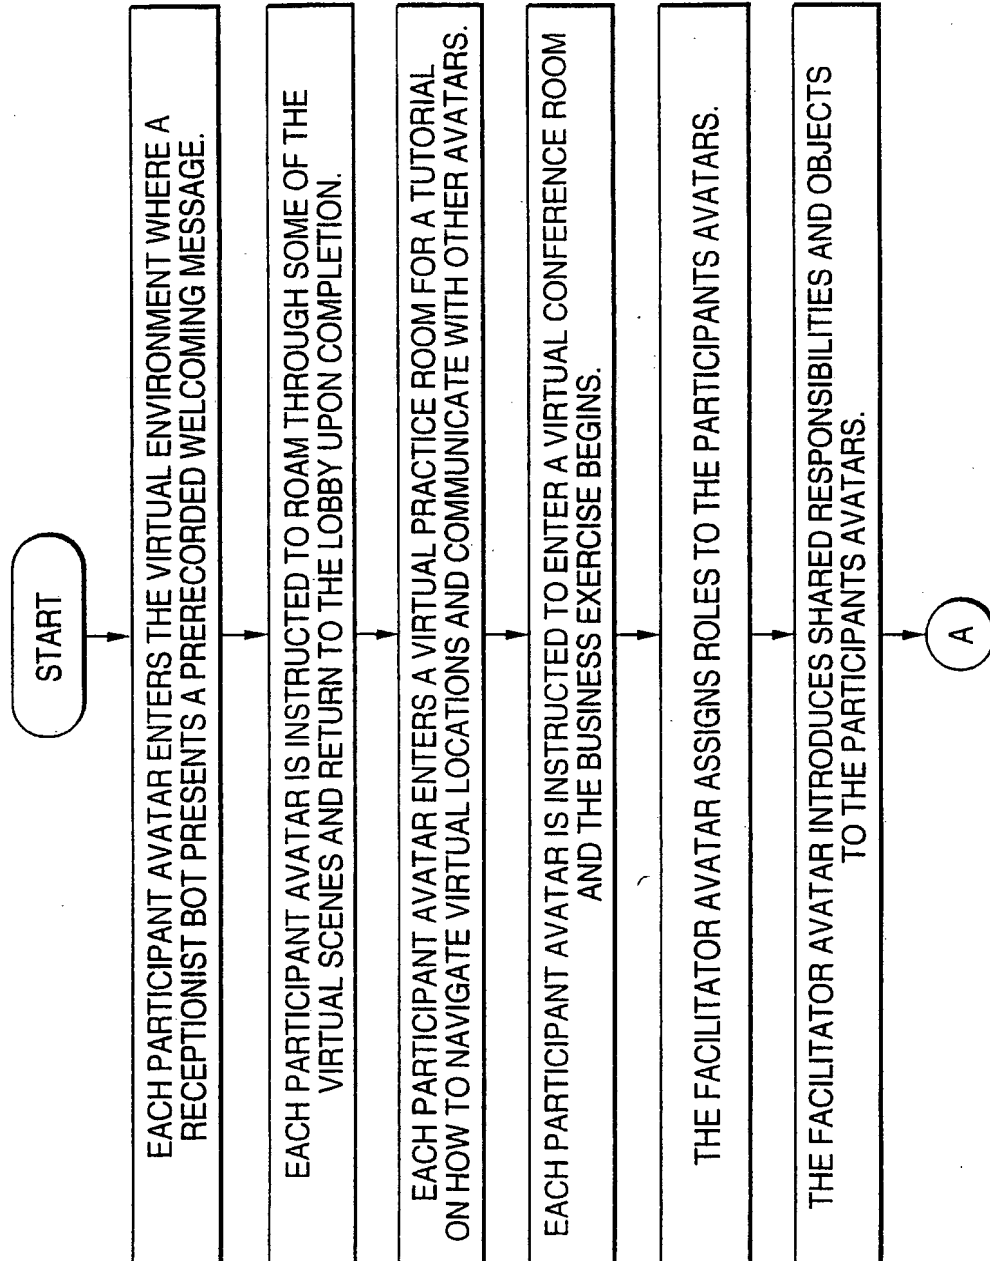 START
EACH PARTICIPANT AVATAR ENTERS THE VIRTUAL ENVIRONMENT WHERE A
RECEPTIONIST BOT PRESENTS A PRERECORDED WELCOMING MESSAGE.
EACH PARTICIPANT AVATAR IS INSTRUCTED TO ROAM THROUGH SOME OF THE
VIRTUAL SCENES AND RETURN TO THE LOBBY UPON COMPLETION.
EACH PARTICIPANT AVATAR ENTERS A VIRTUAL PRACTICE ROOM FOR A TUTORIAL
ON HOW TO NAVIGATE VIRTUAL LOCATIONS AND COMMUNICATE WITH OTHER AVATARS.
EACH PARTICIPANT AVATAR IS INSTRUCTED TO ENTER A VIRTUAL CONFERENCE ROOM
AND THE BUSINESS EXERCISE BEGINS.
THE FACILITATOR AVATAR ASSIGNS ROLES TO THE PARTICIPANTS AVATARS.
THE FACILITATOR AVATAR INTRODUCES SHARED RESPONSIBILITIES AND OBJECTS
TO THE PARTICIPANTS AVATARS.
A